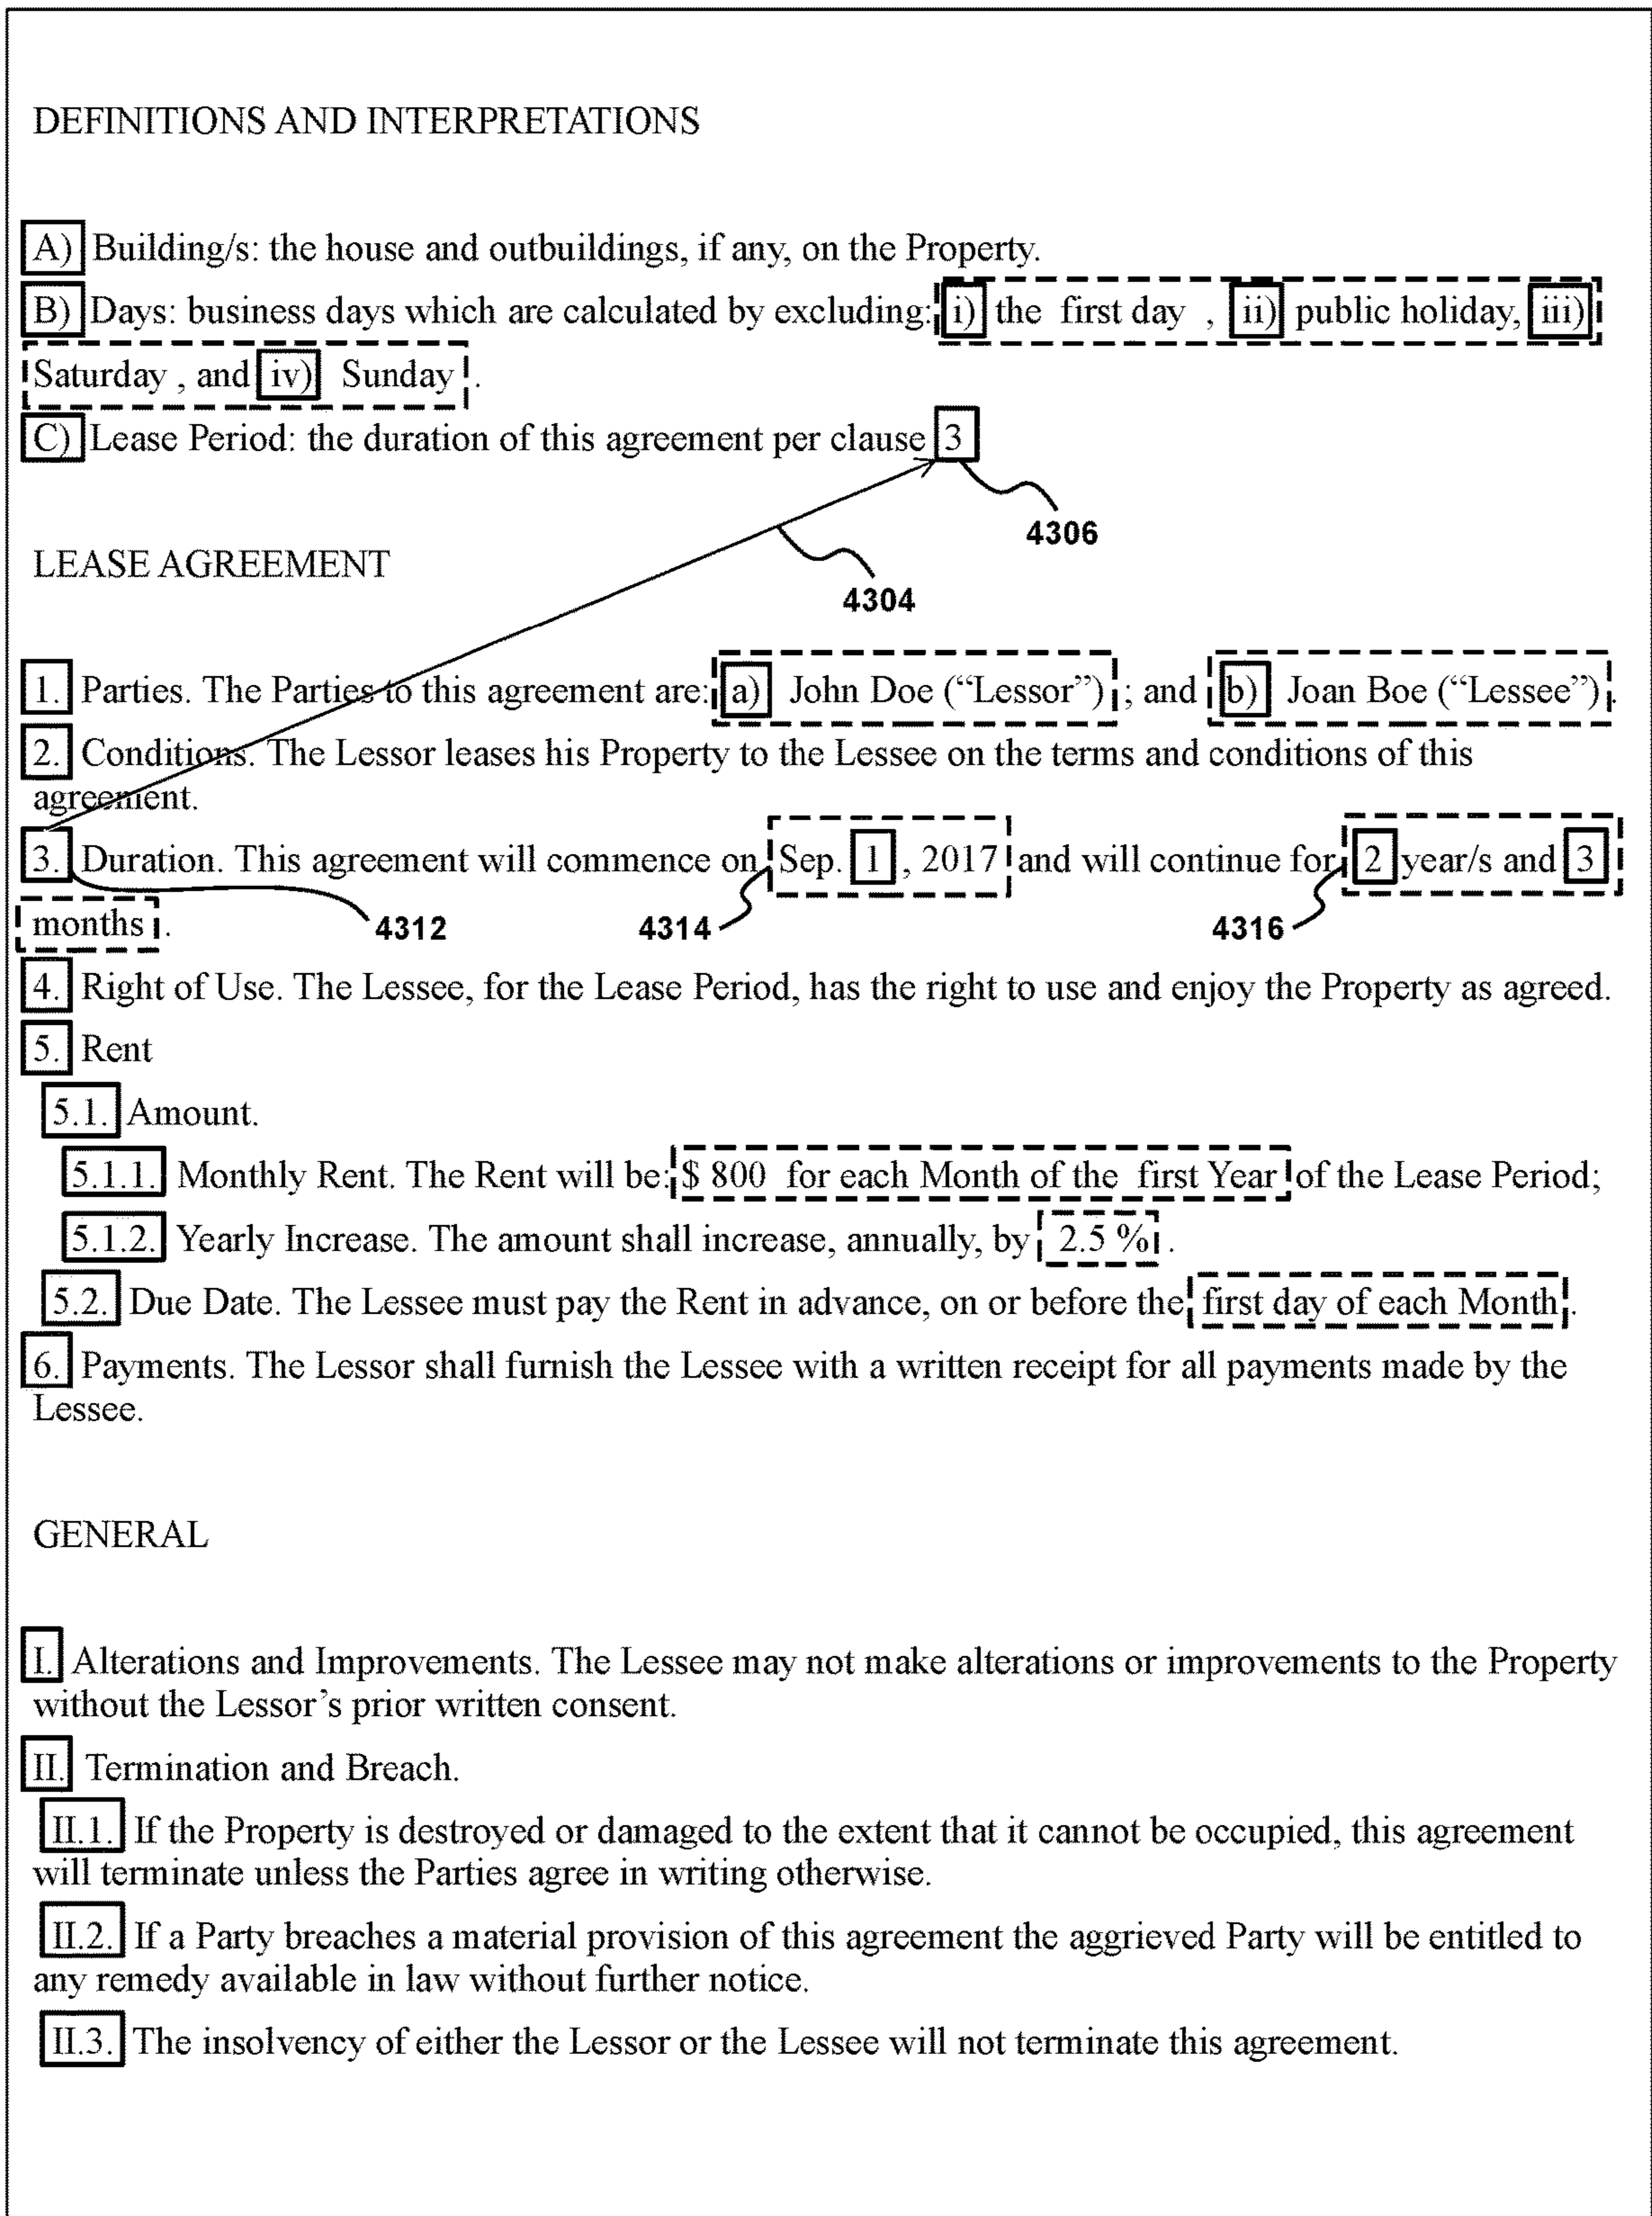 DEFINITIONS AND INTERPRETATIONS
A) Building/s: the house and outbuildings, if any, on the Property.
B) Days: business days which are calculated by excluding: i) the first day , ii) public holiday, iii)
Saturday , and iv) Sunday .
C) Lease Period: the duration of this agreement per clause 3
4306
LEASE AGREEMENT
4304
1. Parties. The Parties to this agreement are: a) John Doe (“Lessor”) ; and b) Joan Boe (“Lessee”) .
2. Conditions. The Lessor leases his Property to the Lessee on the terms and conditions of this
agreement.
3. Duration. This agreement will commence on Sep. 1 , 2017 and will continue for 2 year/s and 3
months .
4312 4314 4316
4. Right of Use. The Lessee, for the Lease Period, has the right to use and enjoy the Property as agreed.
5. Rent
5.1. Amount.
5.1.1. Monthly Rent. The Rent will be: $ 800 for each Month of the first Year of the Lease Period;
5.1.2. Yearly Increase. The amount shall increase, annually, by 2.5 % .
5.2. Due Date. The Lessee must pay the Rent in advance, on or before the first day of each Month .
6. Payments. The Lessor shall furnish the Lessee with a written receipt for all payments made by the
Lessee.
GENERAL
I. Alterations and Improvements. The Lessee may not make alterations or improvements to the Property
without the Lessor’s prior written consent.
II. Termination and Breach.
II.1. If the Property is destroyed or damaged to the extent that it cannot be occupied, this agreement
will terminate unless the Parties agree in writing otherwise.
II.2. If a Party breaches a material provision of this agreement the aggrieved Party will be entitled to
any remedy available in law without further notice.
II.3. The insolvency of either the Lessor or the Lessee will not terminate this agreement.